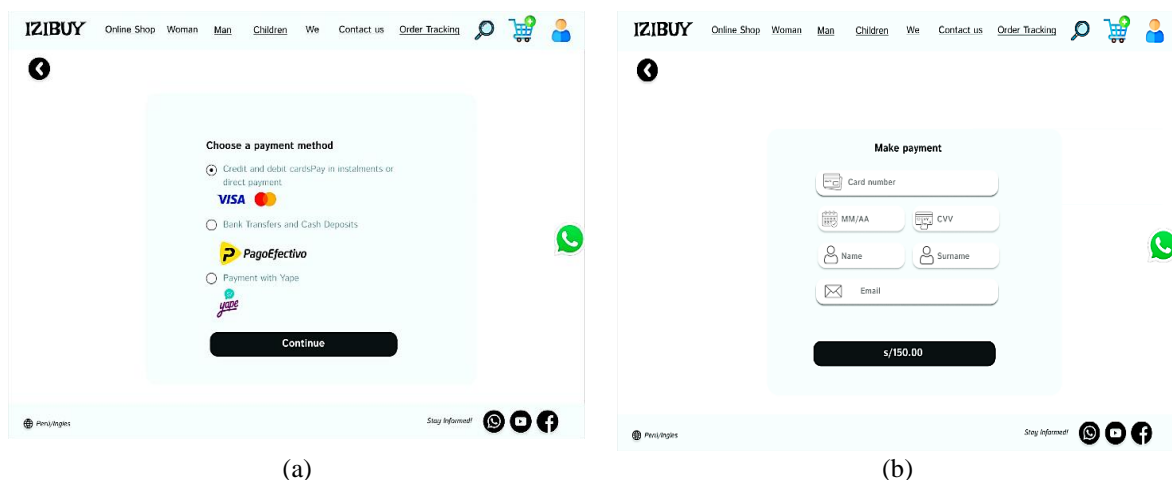 IZIBUY Online Shop Woman Man Children We Contact us Order Tracking
Choose a payment method
Credit and debit cardsPay in instalments or
direct payment
VISA
Bank Transfers and Cash Deposits
PagoEfectivo
Payment with Yape
yape
Continue
Perú/Ingles
Stay Informed!
(a)
IZIBUY Online Shop Woman Man Children We Contact us Order Tracking
Make payment
Card number
MM/AA CVV
Name Surname
Email
s/150.00
Perú/Ingles
Stay Informed!
(b)